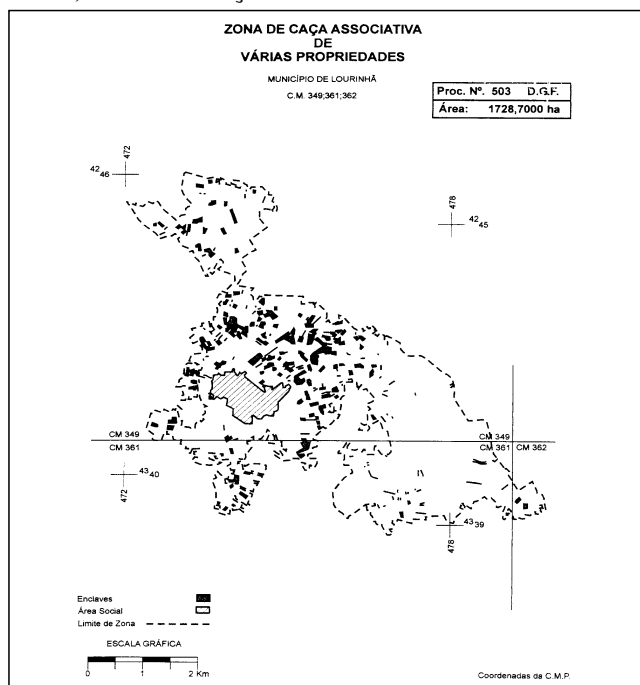 ZONA DE CAÇA ASSOCIATIVA
DE
VÁRIAS PROPRIEDADES
MUNICÍPIO DE LOURINHÃ
C.M. 349;361;362
Proc. Nº. 503 D.G.F.
Área: 1728,7000 ha
472
42 46
478
42 45
CM 349
CM 361
CM 349
CM 361 CM 362
43 40
472
43 39
478
Enclaves
Área Social
Limite de Zona
ESCALA GRÁFICA
0 1 2 Km
Coordenadas da C.M.P.